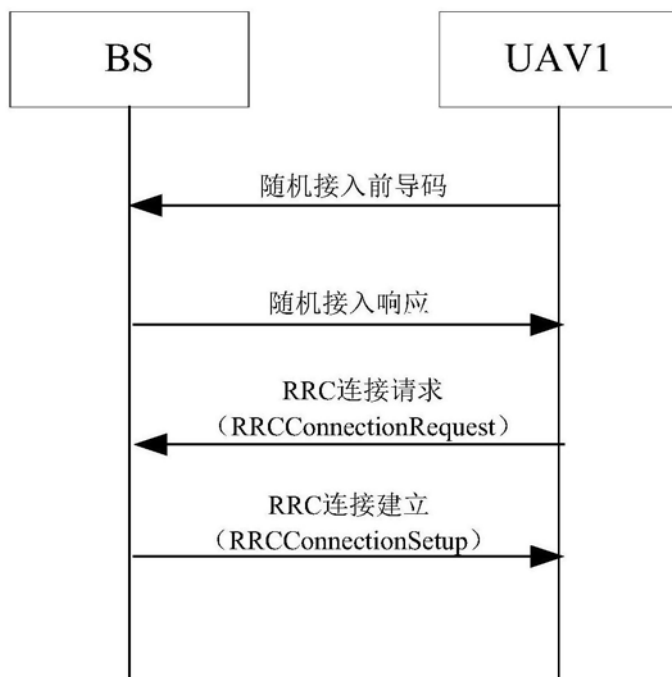 BS
UAV1
随机接入前导码
随机接入响应
RRC连接请求
（RRCConnectionRequest）
RRC连接建立
（RRCConnectionSetup）